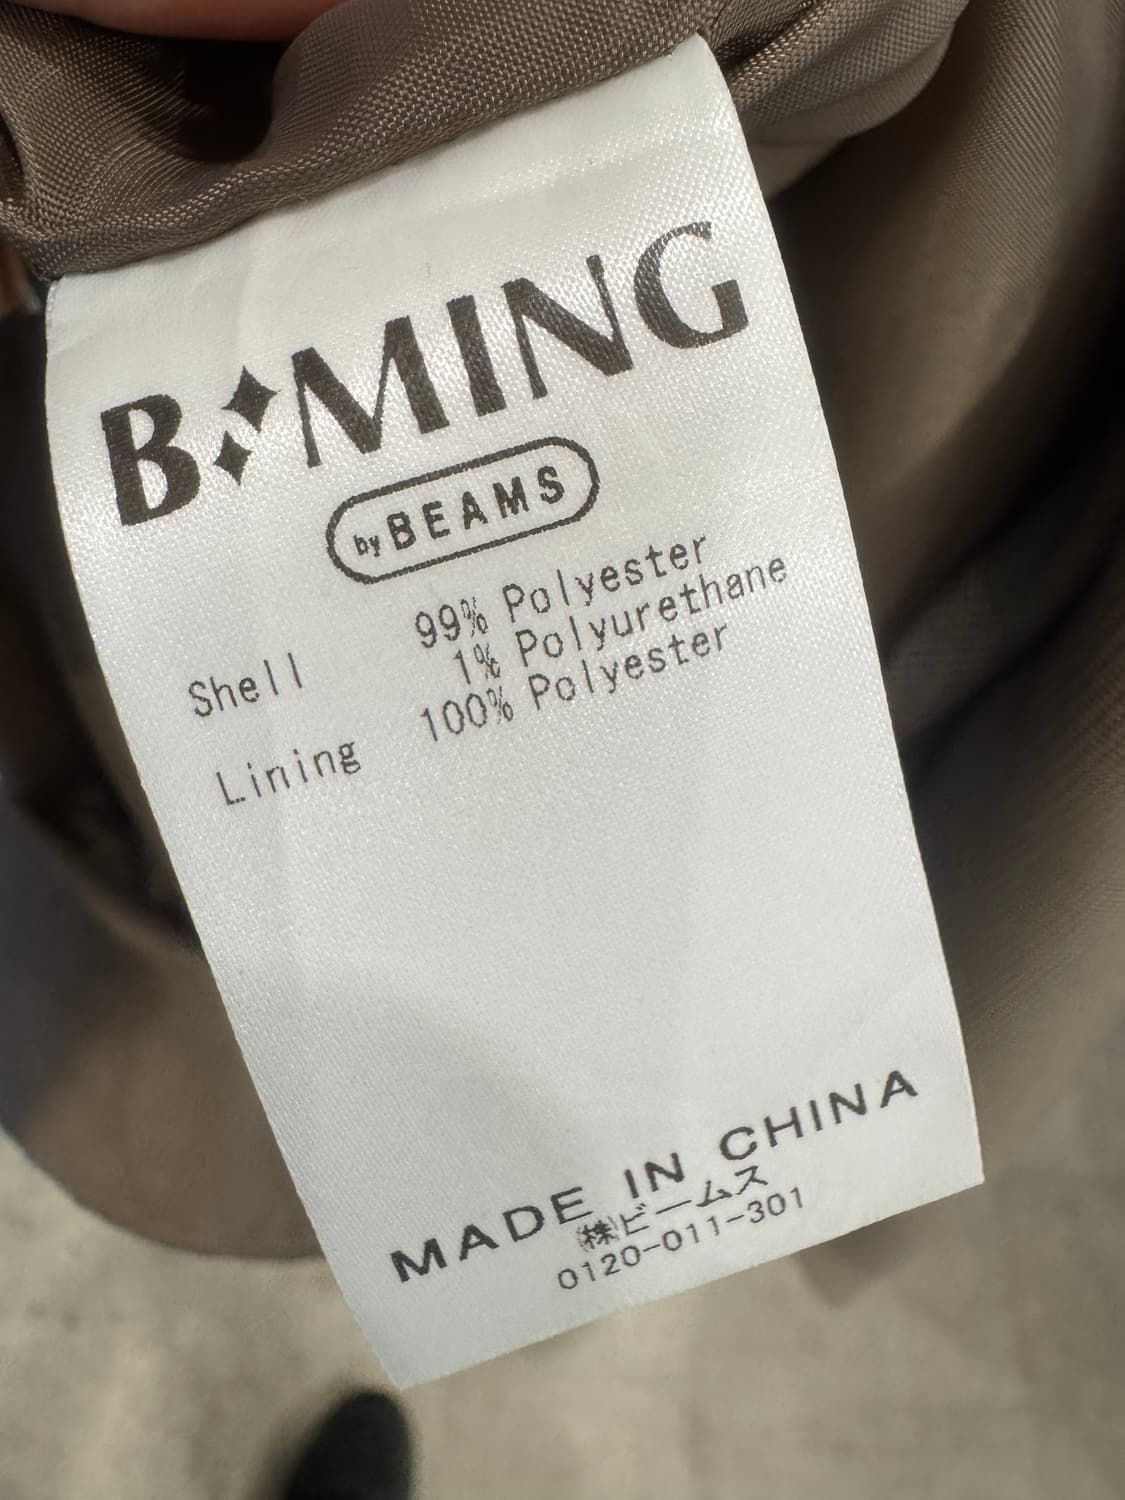 B MING
by BEAMS
Shell 99% Polyester
1% Polyurethane
Lining 100% Polyester
MADE IN CHINA
㈱ビームス
0120-011-301